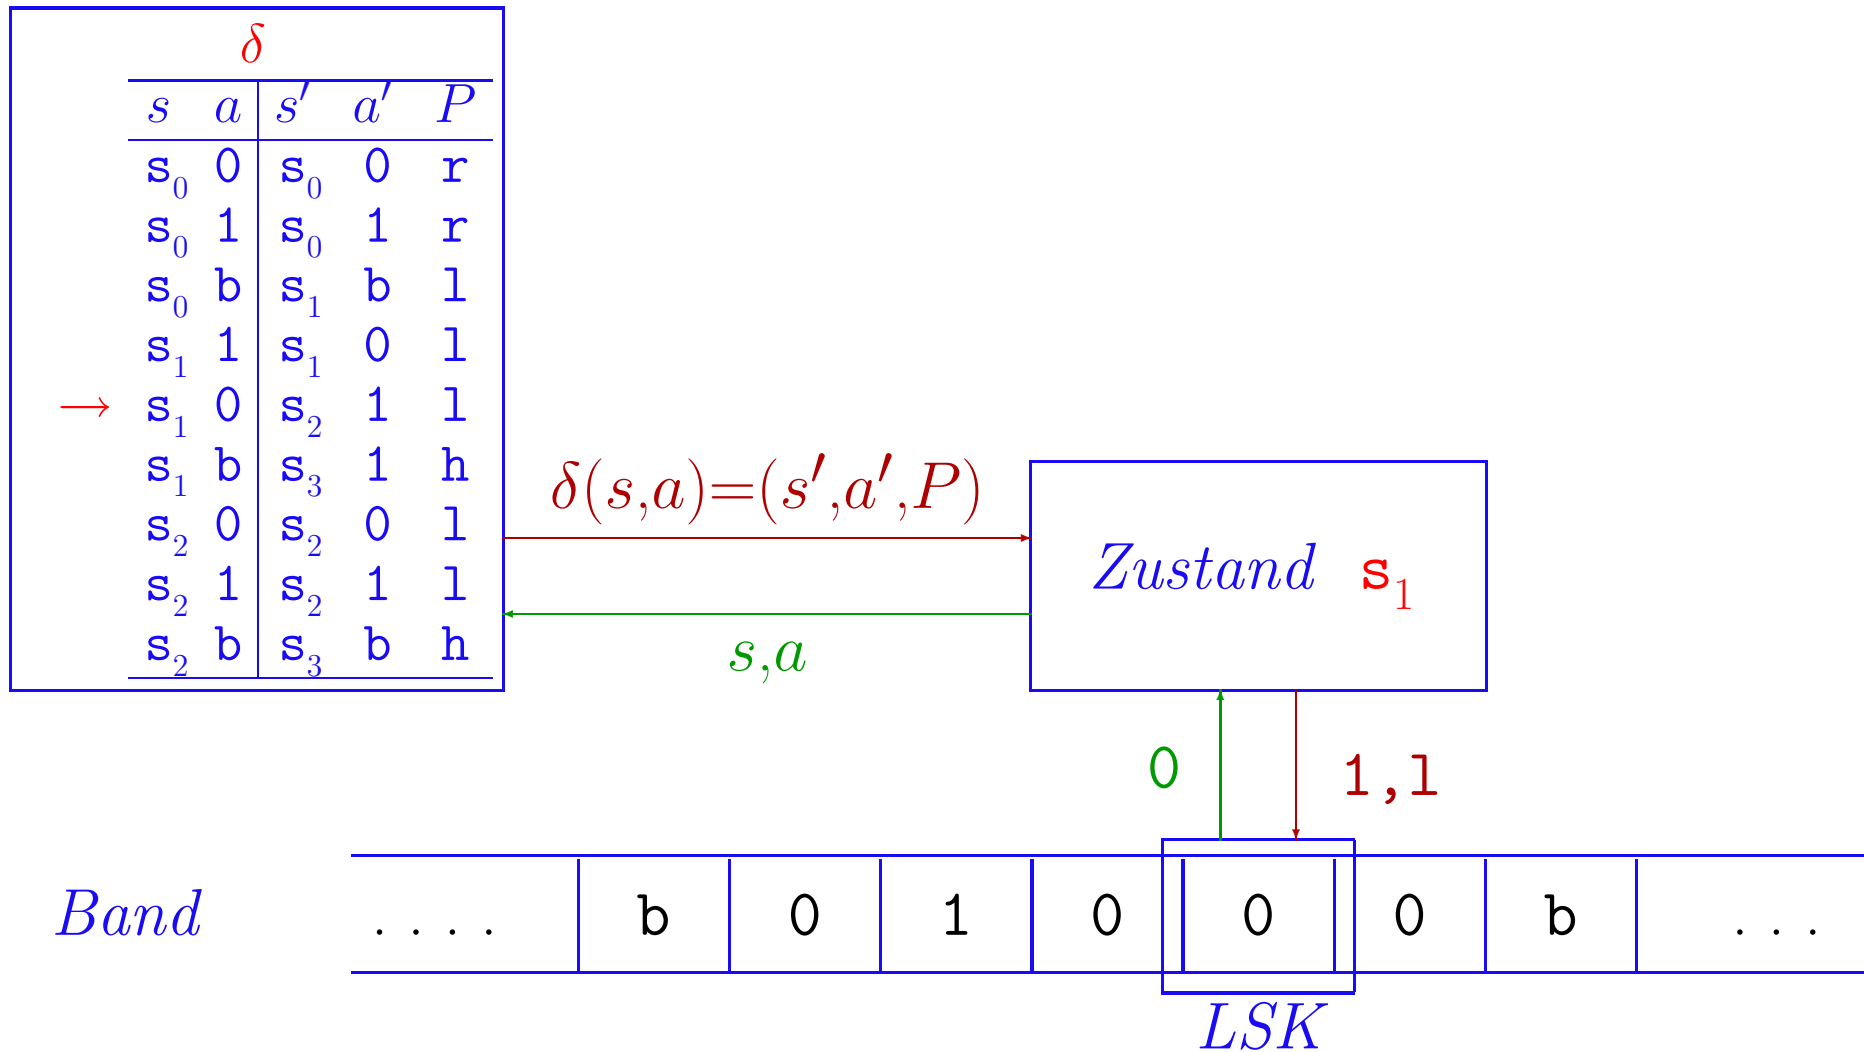 δ
s a s′ a′ P
s₀ 0 s₀ 0 r
s₀ 1 s₀ 1 r
s₀ b s₁ b l
s₁ 1 s₁ 0 l
→ s₁ 0 s₂ 1 l
s₁ b s₃ 1 h
s₂ 0 s₂ 0 l
s₂ 1 s₂ 1 l
s₂ b s₃ b h
δ(s,a)=(s′,a′,P)
s,a
Zustand s₁
0
1,l
Band .... b 0 1 0 0 0 b ...
LSK